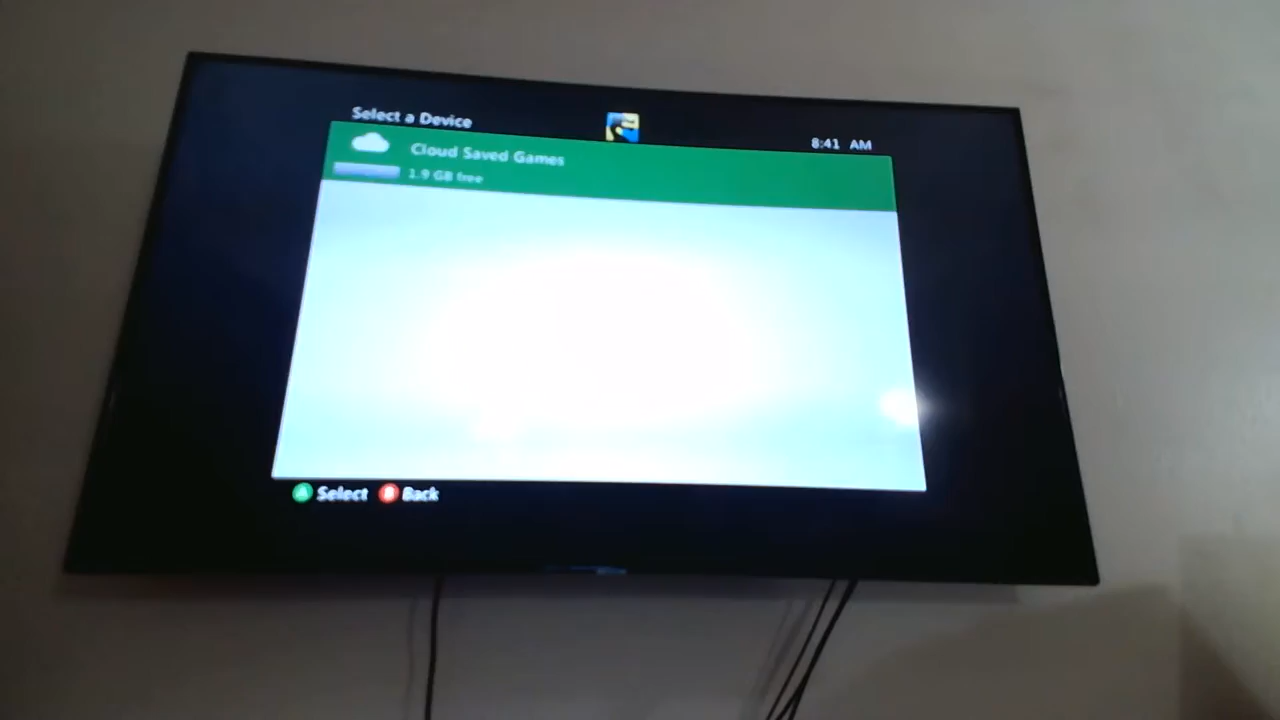 Select a Device
8:41 AM
Cloud Saved Games
1.9 GB free
A Select B Back